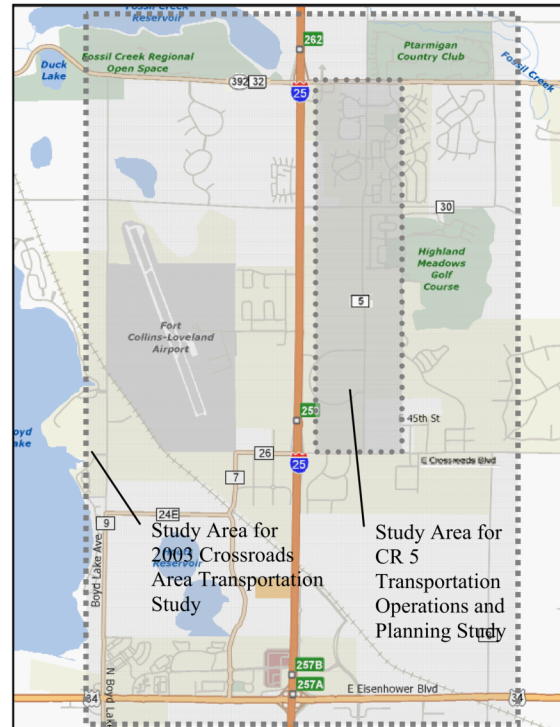 Fossil Creek
Reservoir
262
Ptarmigan
Country Club
Fossil Creek Regional
Open Space
Duck
Lake
392 32
25
Fossil Creek
30
Highland
Meadows
Golf
Course
5
Fort
Collins-Loveland
Airport
45th St
26
25
E Crossroads Blvd
7
24E
9
Study Area for
2003 Crossroads
Area Transportation
Study
Reservoir
Study Area for
CR 5
Transportation
Operations and
Planning Study
Boyd Lake Ave
N Boyd Lake
257B
257A
E Eisenhower Blvd
34
34